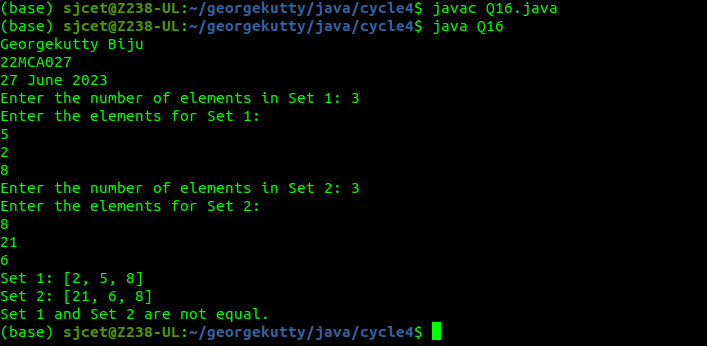 (base) sjcet@Z238-UL:~/georgekutty/java/cycle4$ javac Q16.java
(base) sjcet@Z238-UL:~/georgekutty/java/cycle4$ java Q16
Georgekutty Biju
22MCA027
27 June 2023
Enter the number of elements in Set 1: 3
Enter the elements for Set 1:
5
2
8
Enter the number of elements in Set 2: 3
Enter the elements for Set 2:
8
21
6
Set 1: [2, 5, 8]
Set 2: [21, 6, 8]
Set 1 and Set 2 are not equal.
(base) sjcet@Z238-UL:~/georgekutty/java/cycle4$